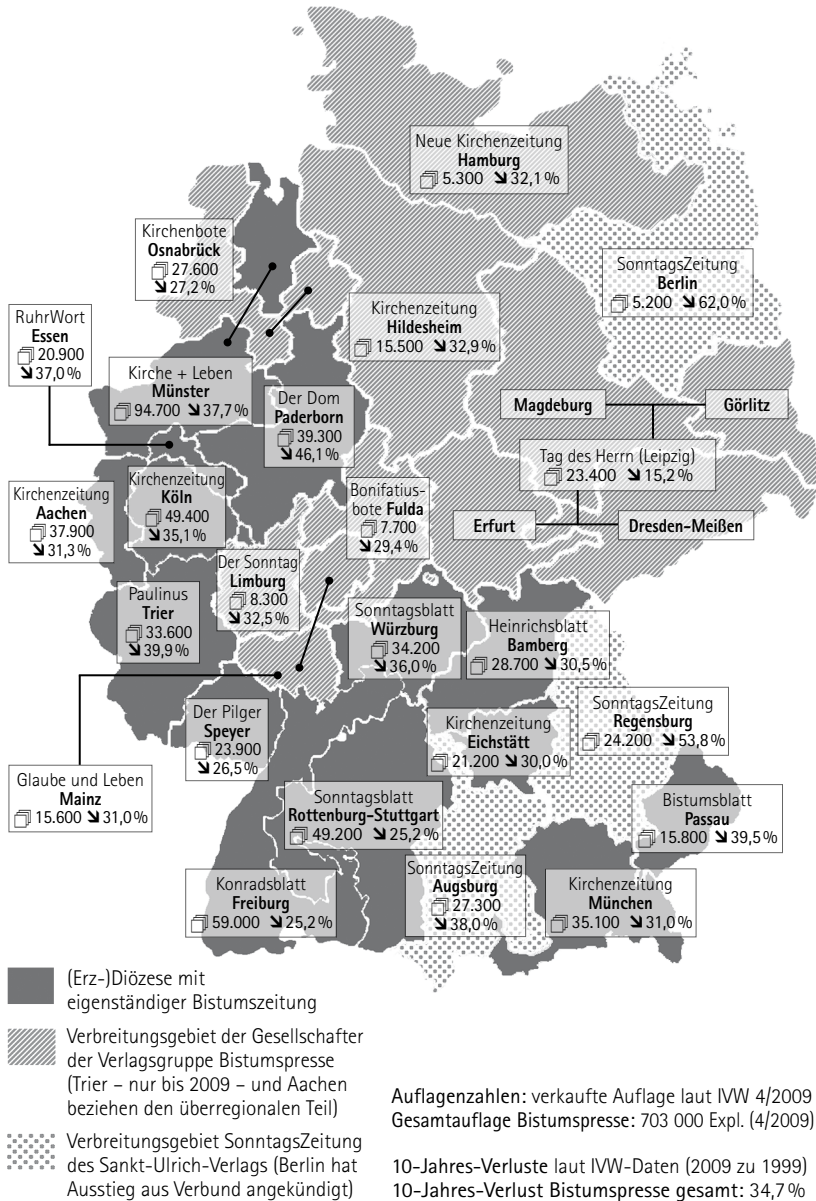 Neue Kirchenzeitung
Hamburg
5.300 ↘ 32,1 %
Kirchenbote
Osnabrück
27.600
↘ 27,2 %
SonntagsZeitung
Berlin
5.200 ↘ 62,0 %
RuhrWort
Essen
20.900
↘ 37,0 %
Kirchenzeitung
Hildesheim
15.500 ↘ 32,9 %
Kirche + Leben
Münster
94.700 ↘ 37,7 %
Der Dom
Paderborn
39.300
↘ 46,1 %
Magdeburg
Görlitz
Tag des Herrn (Leipzig)
23.400 ↘ 15,2 %
Erfurt
Dresden-Meißen
Kirchenzeitung
Aachen
37.900
↘ 31,3 %
Kirchenzeitung
Köln
49.400
↘ 35,1 %
Bonifatius-
bote Fulda
7.700
↘ 29,4 %
Der Sonntag
Limburg
8.300
↘ 32,5 %
Paulinus
Trier
33.600
↘ 39,9 %
Sonntagsblatt
Würzburg
34.200
↘ 36,0 %
Heinrichsblatt
Bamberg
28.700 ↘ 30,5 %
Der Pilger
Speyer
23.900
↘ 26,5 %
Kirchenzeitung
Eichstätt
21.200 ↘ 30,0 %
SonntagsZeitung
Regensburg
24.200 ↘ 53,8 %
Glaube und Leben
Mainz
15.600 ↘ 31,0 %
Sonntagsblatt
Rottenburg-Stuttgart
49.200 ↘ 25,2 %
Bistumsblatt
Passau
15.800 ↘ 39,5 %
Konradsblatt
Freiburg
59.000 ↘ 25,2 %
SonntagsZeitung
Augsburg
27.300
↘ 38,0 %
Kirchenzeitung
München
35.100 ↘ 31,0 %
(Erz-)Diözese mit
eigenständiger Bistumszeitung
Verbreitungsgebiet der Gesellschafter
der Verlagsgruppe Bistumspresse
(Trier – nur bis 2009 – und Aachen
beziehen den überregionalen Teil)
Verbreitungsgebiet SonntagsZeitung
des Sankt-Ulrich-Verlags (Berlin hat
Ausstieg aus Verbund angekündigt)
Auflagenzahlen: verkaufte Auflage laut IVW 4/2009
Gesamtauflage Bistumspresse: 703 000 Expl. (4/2009)
10-Jahres-Verluste laut IVW-Daten (2009 zu 1999)
10-Jahres-Verlust Bistumspresse gesamt: 34,7 %